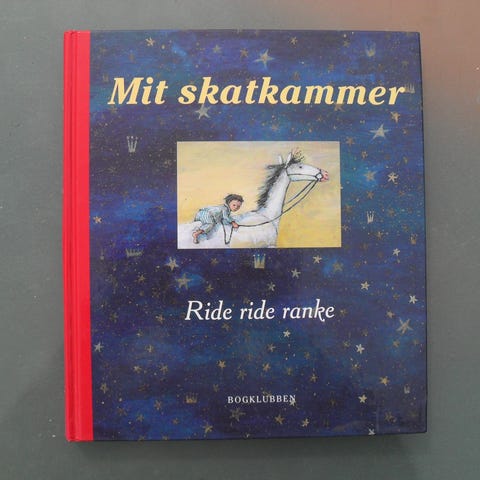 Mit skatkammer
Ride ride ranke
BOGKLUBBEN